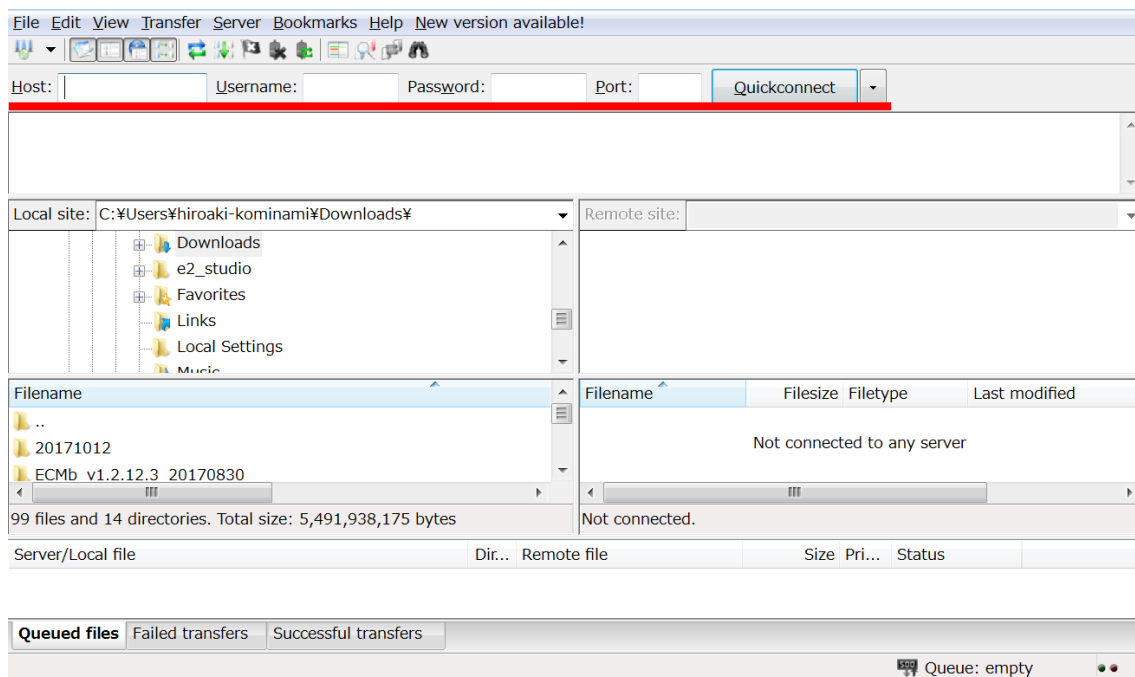 File Edit View Transfer Server Bookmarks Help New version available!
Host: Username: Password: Port: Quickconnect
Local site: C:¥Users¥hiroaki-kominami¥Downloads¥ Remote site:
Downloads
e2_studio
Favorites
Links
Local Settings
Music
Filename Filename Filesize Filetype Last modified
..
20171012 Not connected to any server
ECMb_v1.2.12.3_20170830
99 files and 14 directories. Total size: 5,491,938,175 bytes Not connected.
Server/Local file Dir... Remote file Size Pri... Status
Queued files Failed transfers Successful transfers
Queue: empty